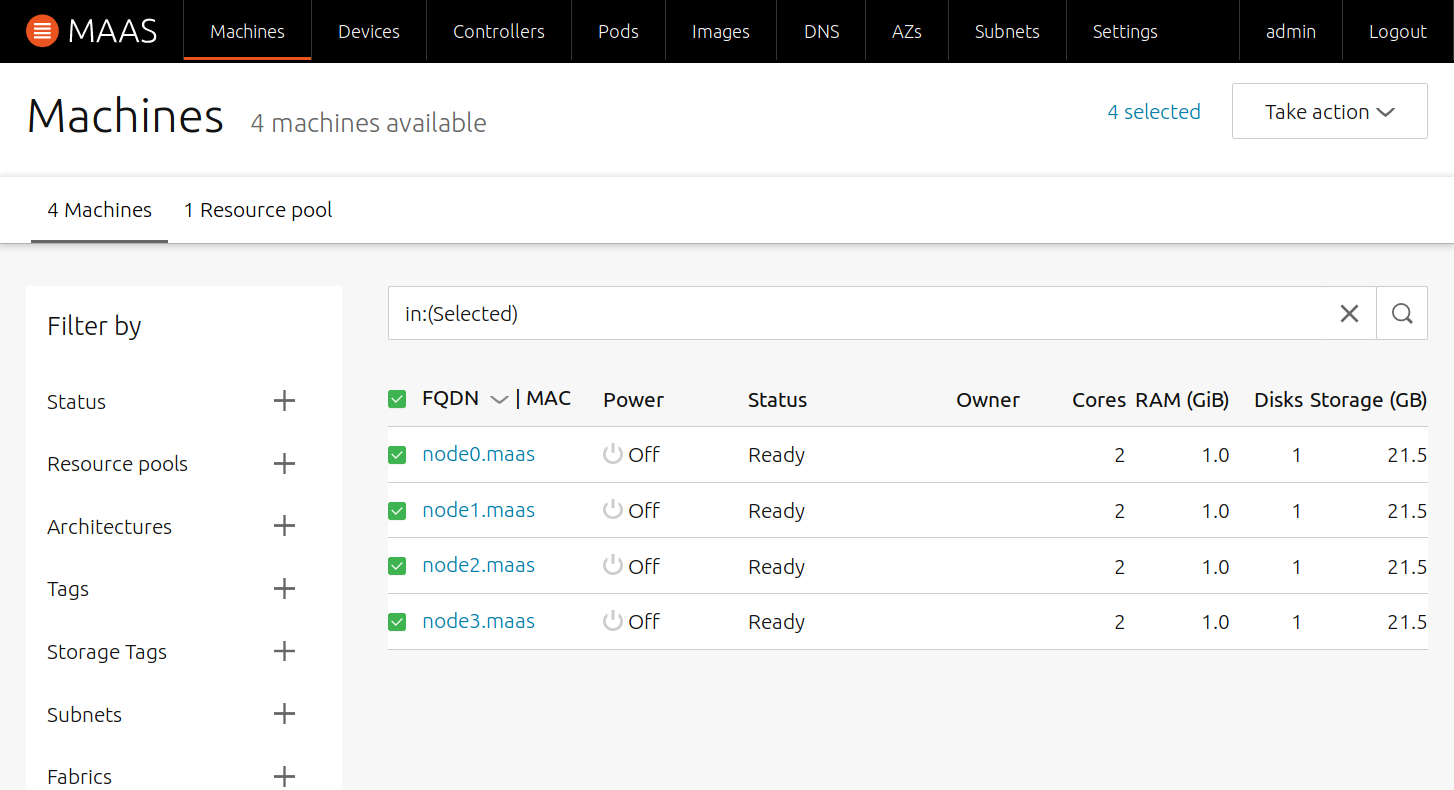 MAAS Machines Devices Controllers Pods Images DNS AZs Subnets Settings admin Logout
Machines 4 machines available 4 selected Take action
4 Machines 1 Resource pool
Filter by
Status
Resource pools
Architectures
Tags
Storage Tags
Subnets
Fabrics
in:(Selected)
FQDN | MAC Power Status Owner Cores RAM (GiB) Disks Storage (GB)
node0.maas Off Ready 2 1.0 1 21.5
node1.maas Off Ready 2 1.0 1 21.5
node2.maas Off Ready 2 1.0 1 21.5
node3.maas Off Ready 2 1.0 1 21.5